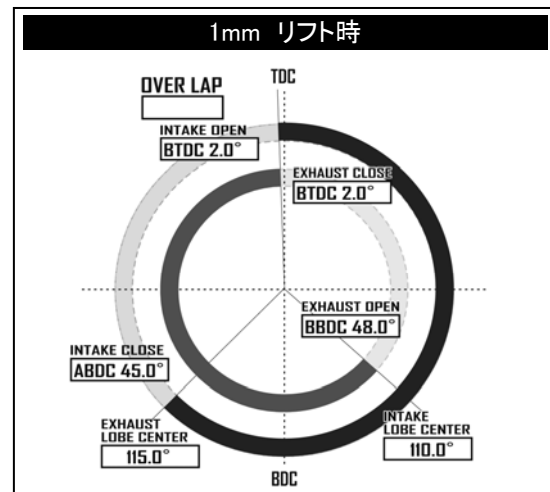 1mm リフト時
TDC
OVER LAP
INTAKE OPEN
BTDC 2.0°
EXHAUST CLOSE
BTDC 2.0°
EXHAUST OPEN
BBDC 48.0°
INTAKE CLOSE
ABDC 45.0°
EXHAUST
LOBE CENTER
115.0°
INTAKE
LOBE CENTER
110.0°
BDC